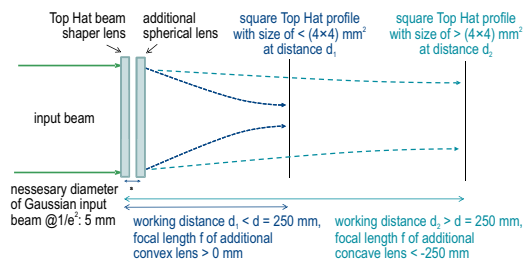 Top Hat beam
shaper lens
additional
spherical lens
square Top Hat profile
with size of < (4×4) mm²
at distance d₁
square Top Hat profile
with size of > (4×4) mm²
at distance d₂
input beam
nessesary diameter
of Gaussian input
beam @1/e²: 5 mm
working distance d₁ < d = 250 mm,
focal length f of additional
convex lens > 0 mm
working distance d₂ > d = 250 mm,
focal length f of additional
concave lens < -250 mm